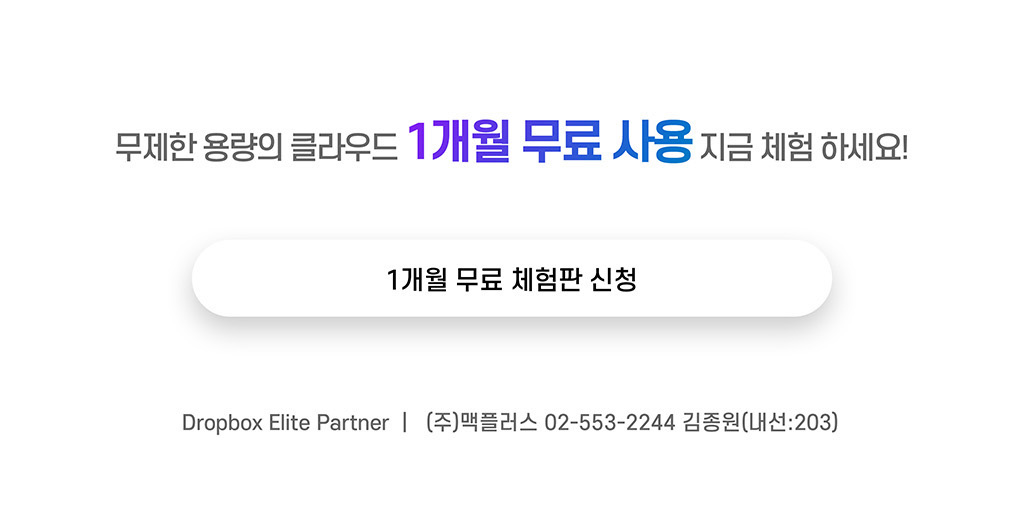 무제한 용량의 클라우드 1개월 무료 사용 지금 체험 하세요!
1개월 무료 체험판 신청
Dropbox Elite Partner | (주)맥플러스 02-553-2244 김종원(내선:203)